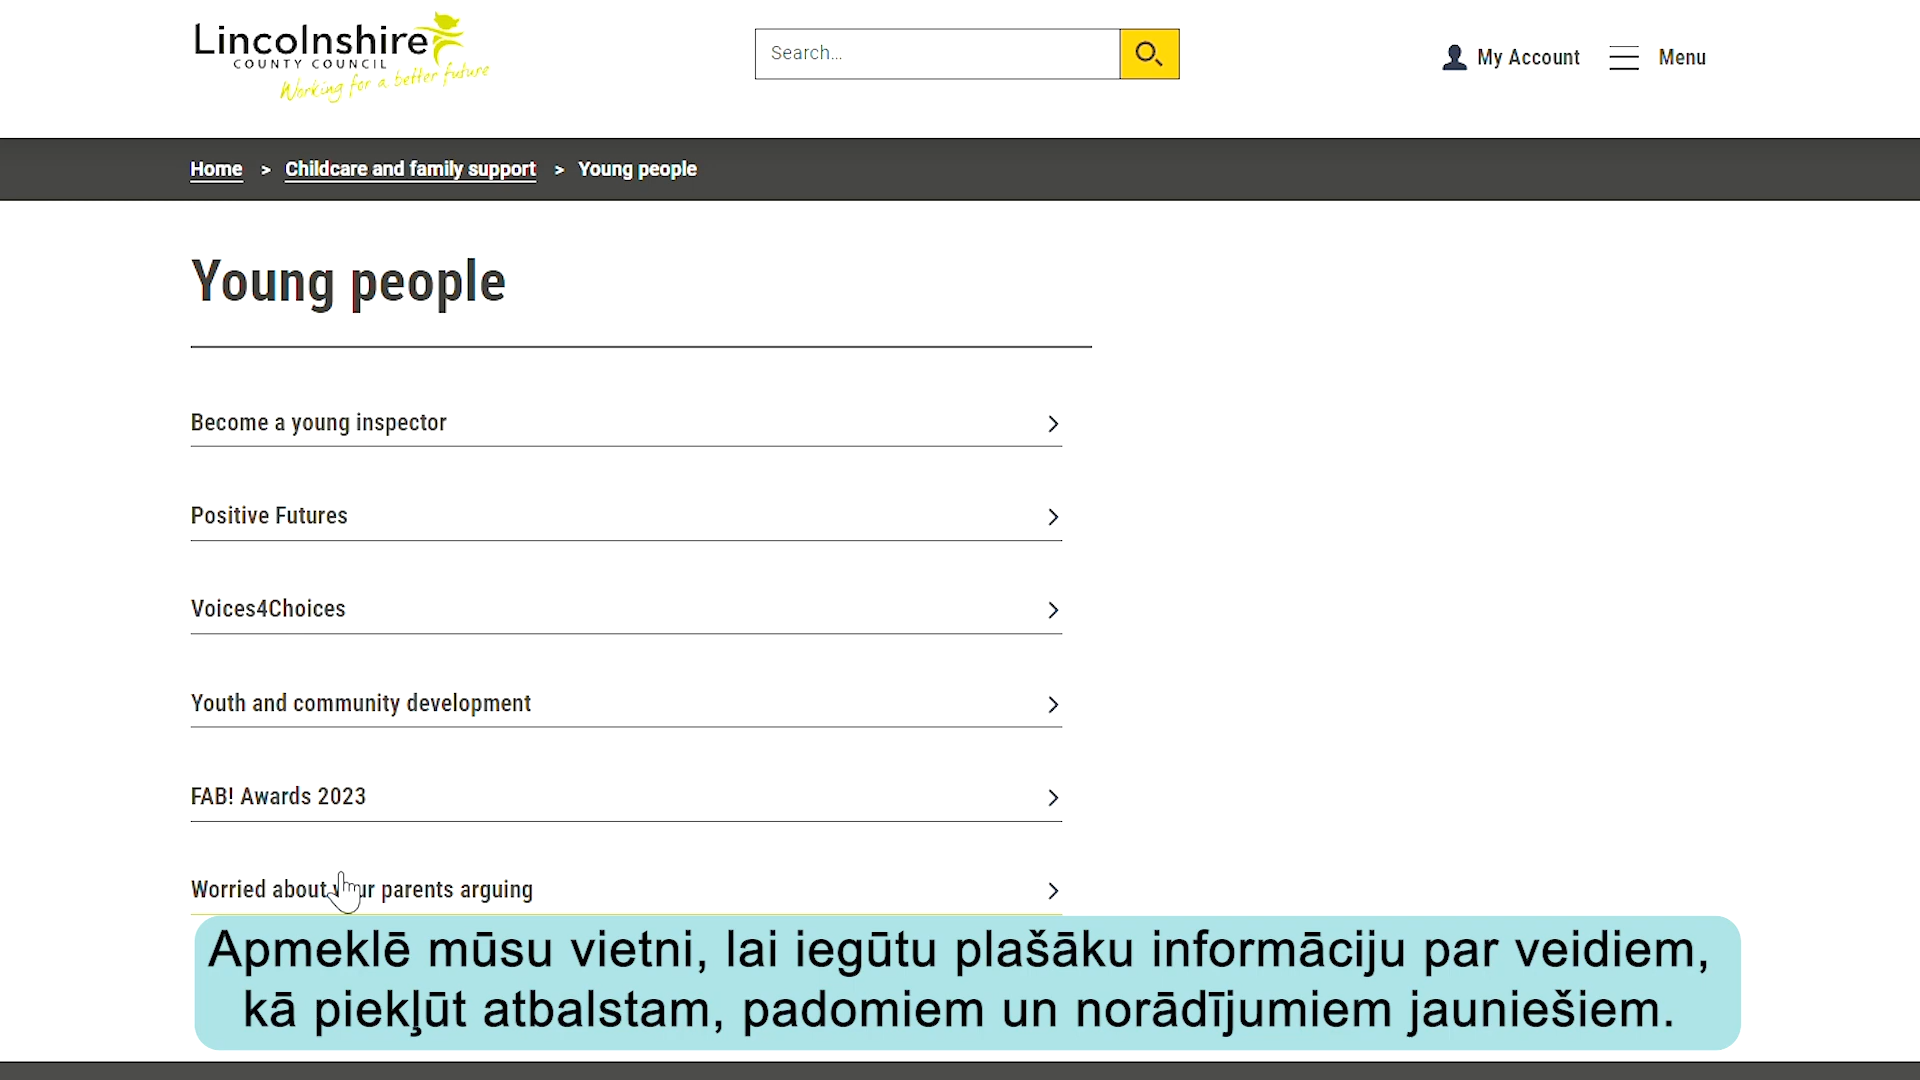 Lincolnshire
COUNTY COUNCIL
Working for a better future
Search...
My Account
Menu
Home > Childcare and family support > Young people
Young people
Become a young inspector
Positive Futures
Voices4Choices
Youth and community development
FAB! Awards 2023
Worried about your parents arguing
Apmeklē mūsu vietni, lai iegūtu plašāku informāciju par veidiem,
kā piekļūt atbalstam, padomiem un norādījumiem jauniešiem.